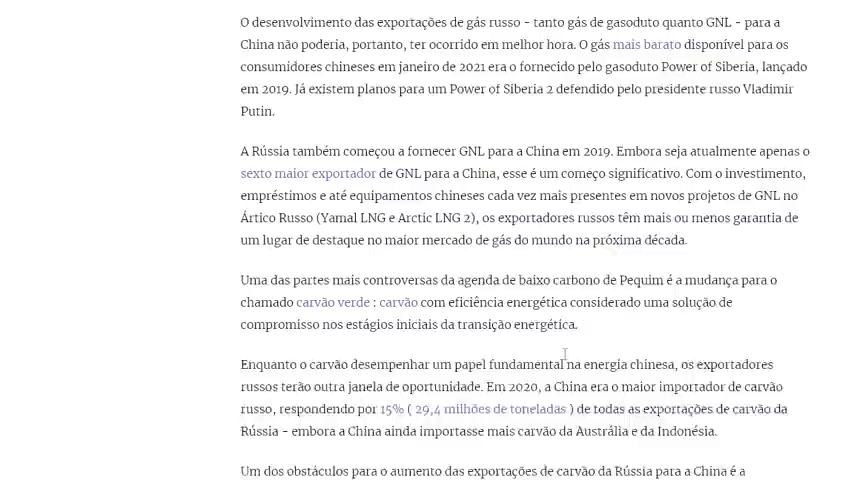 O desenvolvimento das exportações de gás russo - tanto gás de gasoduto quanto GNL - para a
China não poderia, portanto, ter ocorrido em melhor hora. O gás mais barato disponível para os
consumidores chineses em janeiro de 2021 era o fornecido pelo gasoduto Power of Siberia, lançado
em 2019. Já existem planos para um Power of Siberia 2 defendido pelo presidente russo Vladimir
Putin.
A Rússia também começou a fornecer GNL para a China em 2019. Embora seja atualmente apenas o
sexto maior exportador de GNL para a China, esse é um começo significativo. Com o investimento,
empréstimos e até equipamentos chineses cada vez mais presentes em novos projetos de GNL no
Ártico Russo (Yamal LNG e Arctic LNG 2), os exportadores russos têm mais ou menos garantia de
um lugar de destaque no maior mercado de gás do mundo na próxima década.
Uma das partes mais controversas da agenda de baixo carbono de Pequim é a mudança para o
chamado carvão verde : carvão com eficiência energética considerado uma solução de
compromisso nos estágios iniciais da transição energética.
Enquanto o carvão desempenhar um papel fundamental na energia chinesa, os exportadores
russos terão outra janela de oportunidade. Em 2020, a China era o maior importador de carvão
russo, respondendo por 15% ( 29,4 milhões de toneladas ) de todas as exportações de carvão da
Rússia - embora a China ainda importasse mais carvão da Austrália e da Indonésia.
Um dos obstáculos para o aumento das exportações de carvão da Rússia para a China é a